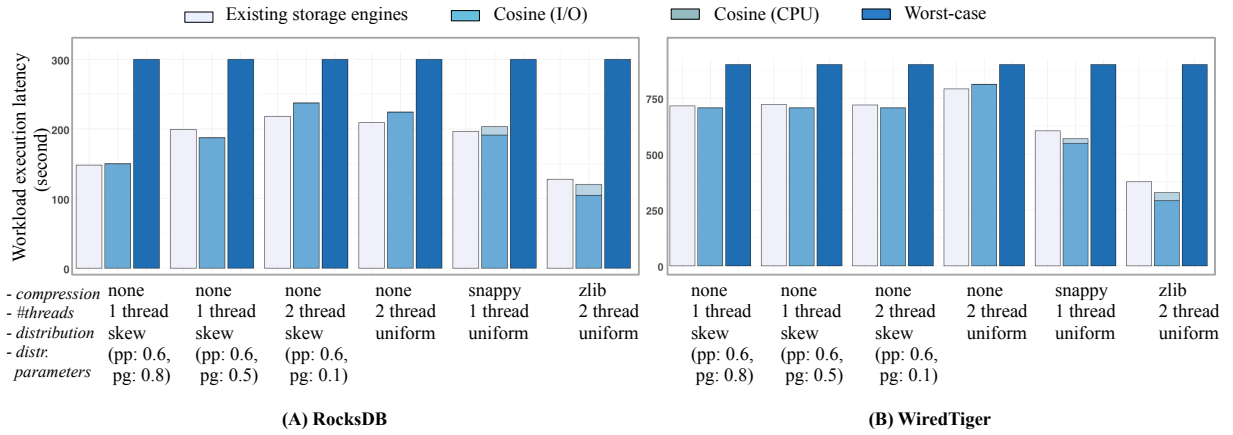 Existing storage engines Cosine (I/O) Cosine (CPU) Worst-case
Workload execution latency
(second)
300
200
100
0
750
500
250
0
- compression
- #threads
- distribution
- distr.
parameters
none
1 thread
skew
(pp: 0.6,
pg: 0.8)
none
1 thread
skew
(pp: 0.6,
pg: 0.5)
none
2 thread
skew
(pp: 0.6,
pg: 0.1)
none
2 thread
uniform
snappy
1 thread
uniform
zlib
2 thread
uniform
none
1 thread
skew
(pp: 0.6,
pg: 0.8)
none
1 thread
skew
(pp: 0.6,
pg: 0.5)
none
2 thread
skew
(pp: 0.6,
pg: 0.1)
none
2 thread
uniform
snappy
1 thread
uniform
zlib
2 thread
uniform
(A) RocksDB
(B) WiredTiger